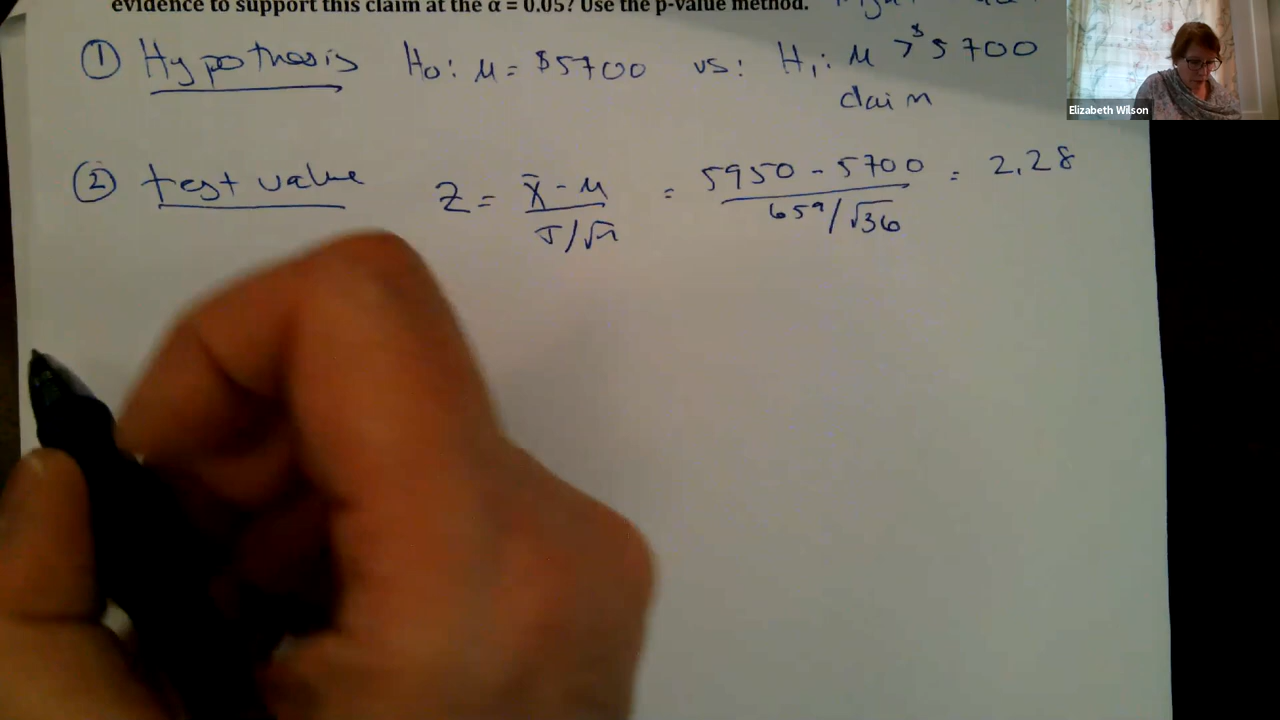 evidence to support this claim at the α = 0.05? Use the p-value method.
① Hypothesis H₀: μ = $5700 vs: H₁: μ > $5700
claim
② test value Z = X̄ - μ / σ/√n = 5950 - 5700 / 659/√36 = 2.28
Elizabeth Wilson